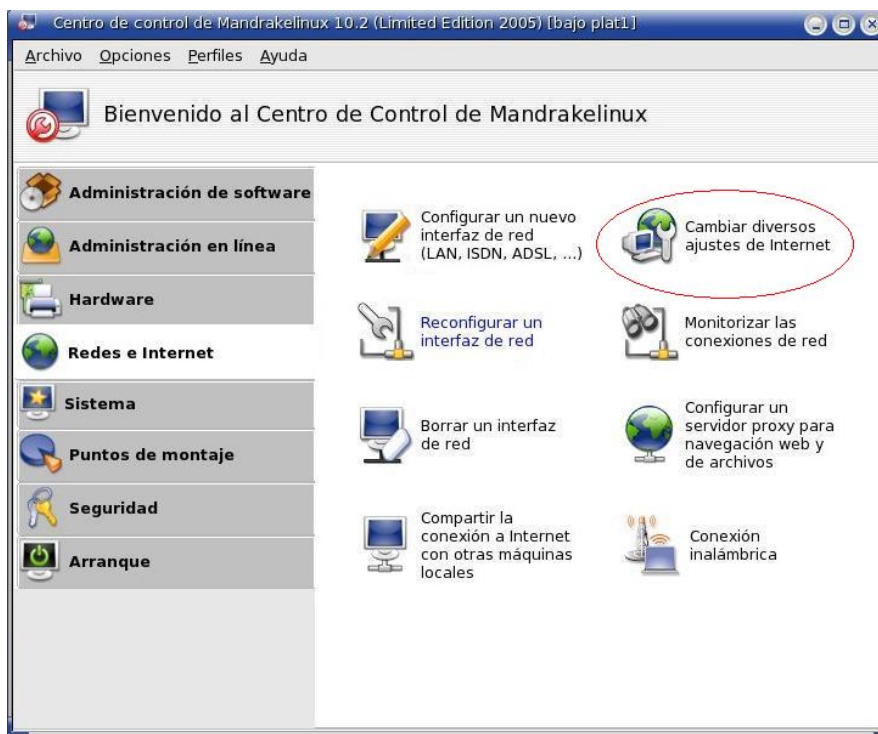 Centro de control de Mandrakelinux 10.2 (Limited Edition 2005) [bajo plat1]
Archivo Opciones Perfiles Ayuda
Bienvenido al Centro de Control de Mandrakelinux
Administración de software
Administración en línea
Hardware
Redes e Internet
Sistema
Puntos de montaje
Seguridad
Arranque
Configurar un nuevo
interfaz de red
(LAN, ISDN, ADSL, ...)
Cambiar diversos
ajustes de Internet
Reconfigurar un
interfaz de red
Monitorizar las
conexiones de red
Borrar un interfaz
de red
Configurar un
servidor proxy para
navegación web y
de archivos
Compartir la
conexión a Internet
con otras máquinas
locales
Conexión
inalámbrica